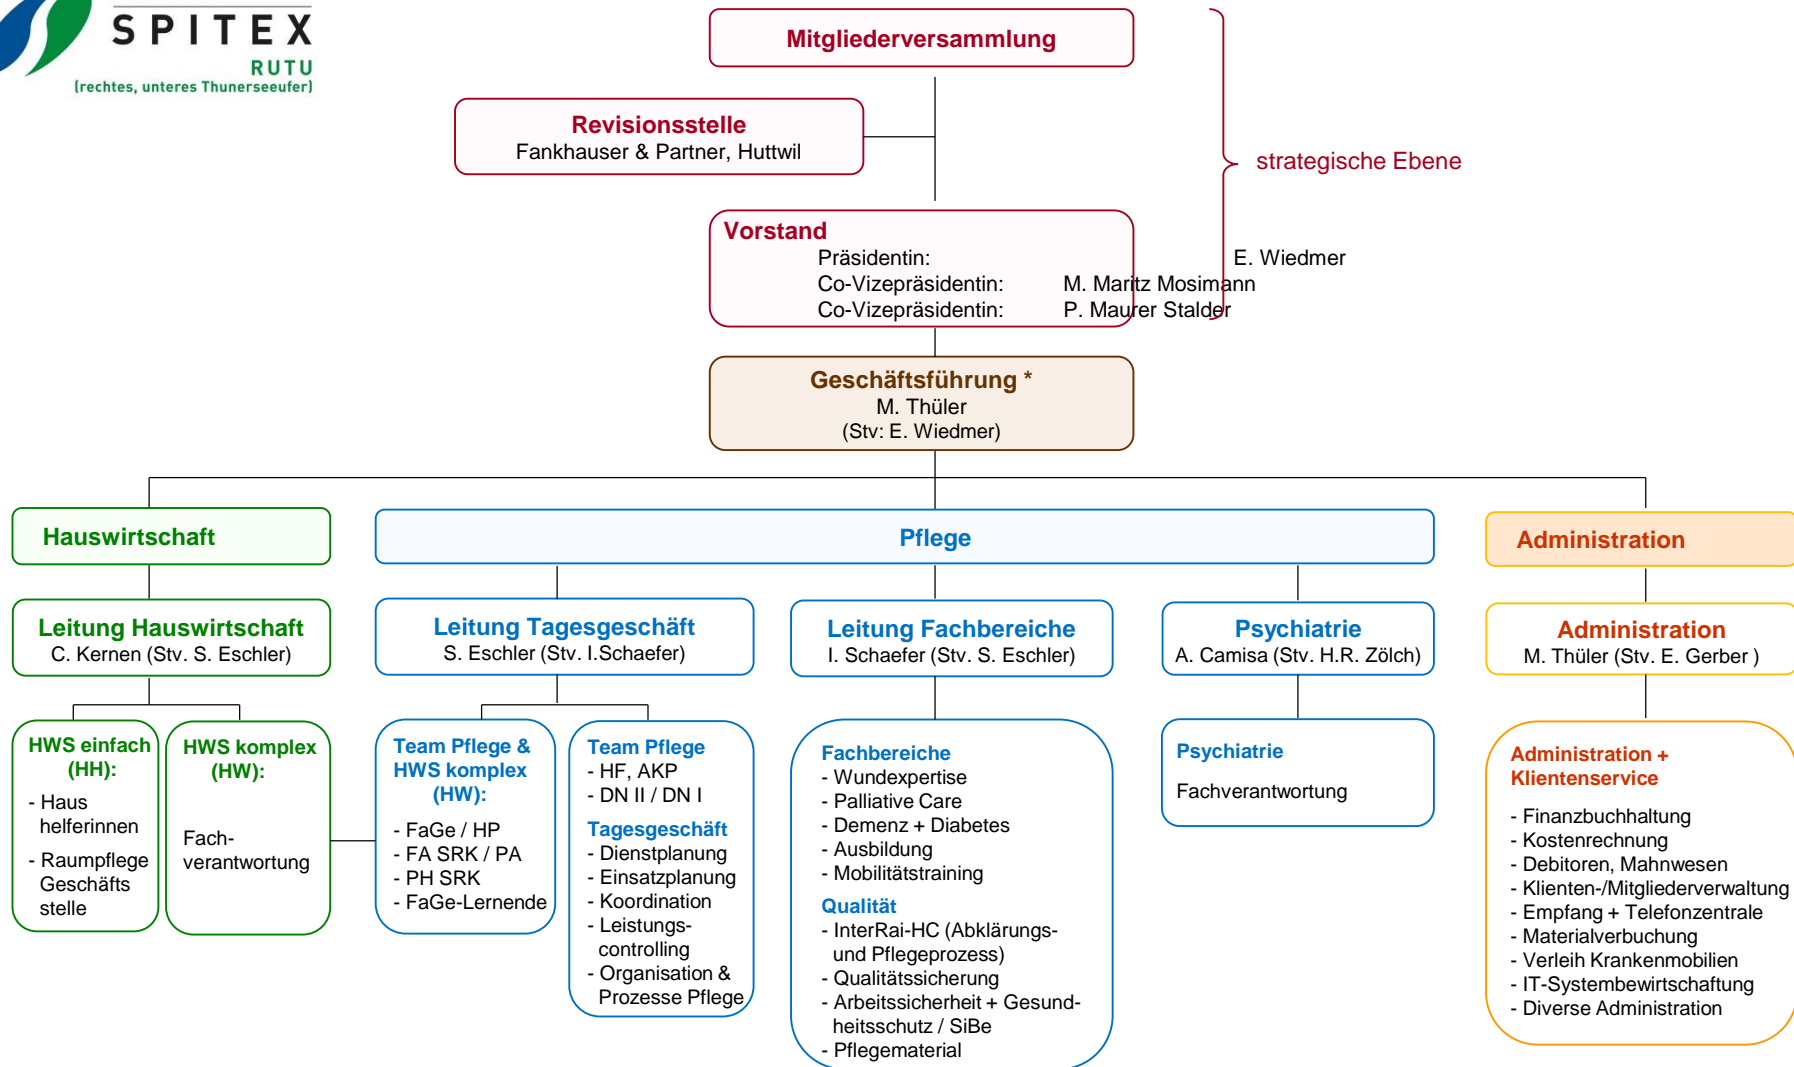 SPITEX
RUTU
(rechtes, unteres Thunerseeufer)
Mitgliederversammlung
Revisionsstelle
Fankhauser & Partner, Huttwil
strategische Ebene
Vorstand
Präsidentin: E. Wiedmer
Co-Vizepräsidentin: M. Maritz Mosimann
Co-Vizepräsidentin: P. Maurer Stalder
Geschäftsführung *
M. Thüler
(Stv: E. Wiedmer)
Hauswirtschaft
Pflege
Administration
Leitung Hauswirtschaft
C. Kernen (Stv. S. Eschler)
Leitung Tagesgeschäft
S. Eschler (Stv. I.Schaefer)
Leitung Fachbereiche
I. Schaefer (Stv. S. Eschler)
Psychiatrie
A. Camisa (Stv. H.R. Zölch)
Administration
M. Thüler (Stv. E. Gerber )
HWS einfach
(HH):
- Haus
helferinnen
- Raumpflege
Geschäfts
stelle
HWS komplex
(HW):
Fach-
verantwortung
Team Pflege &
HWS komplex
(HW):
- FaGe / HP
- FA SRK / PA
- PH SRK
- FaGe-Lernende
Team Pflege
- HF, AKP
- DN II / DN I
Tagesgeschäft
- Dienstplanung
- Einsatzplanung
- Koordination
- Leistungs-
controlling
- Organisation &
Prozesse Pflege
Fachbereiche
- Wundexpertise
- Palliative Care
- Demenz + Diabetes
- Ausbildung
- Mobilitätstraining
Qualität
- InterRai-HC (Abklärungs-
und Pflegeprozess)
- Qualitätssicherung
- Arbeitssicherheit + Gesund-
heitsschutz / SiBe
- Pflegematerial
Psychiatrie
Fachverantwortung
Administration +
Klientenservice
- Finanzbuchhaltung
- Kostenrechnung
- Debitoren, Mahnwesen
- Klienten-/Mitgliederverwaltung
- Empfang + Telefonzentrale
- Materialverbuchung
- Verleih Krankenmobilien
- IT-Systembewirtschaftung
- Diverse Administration